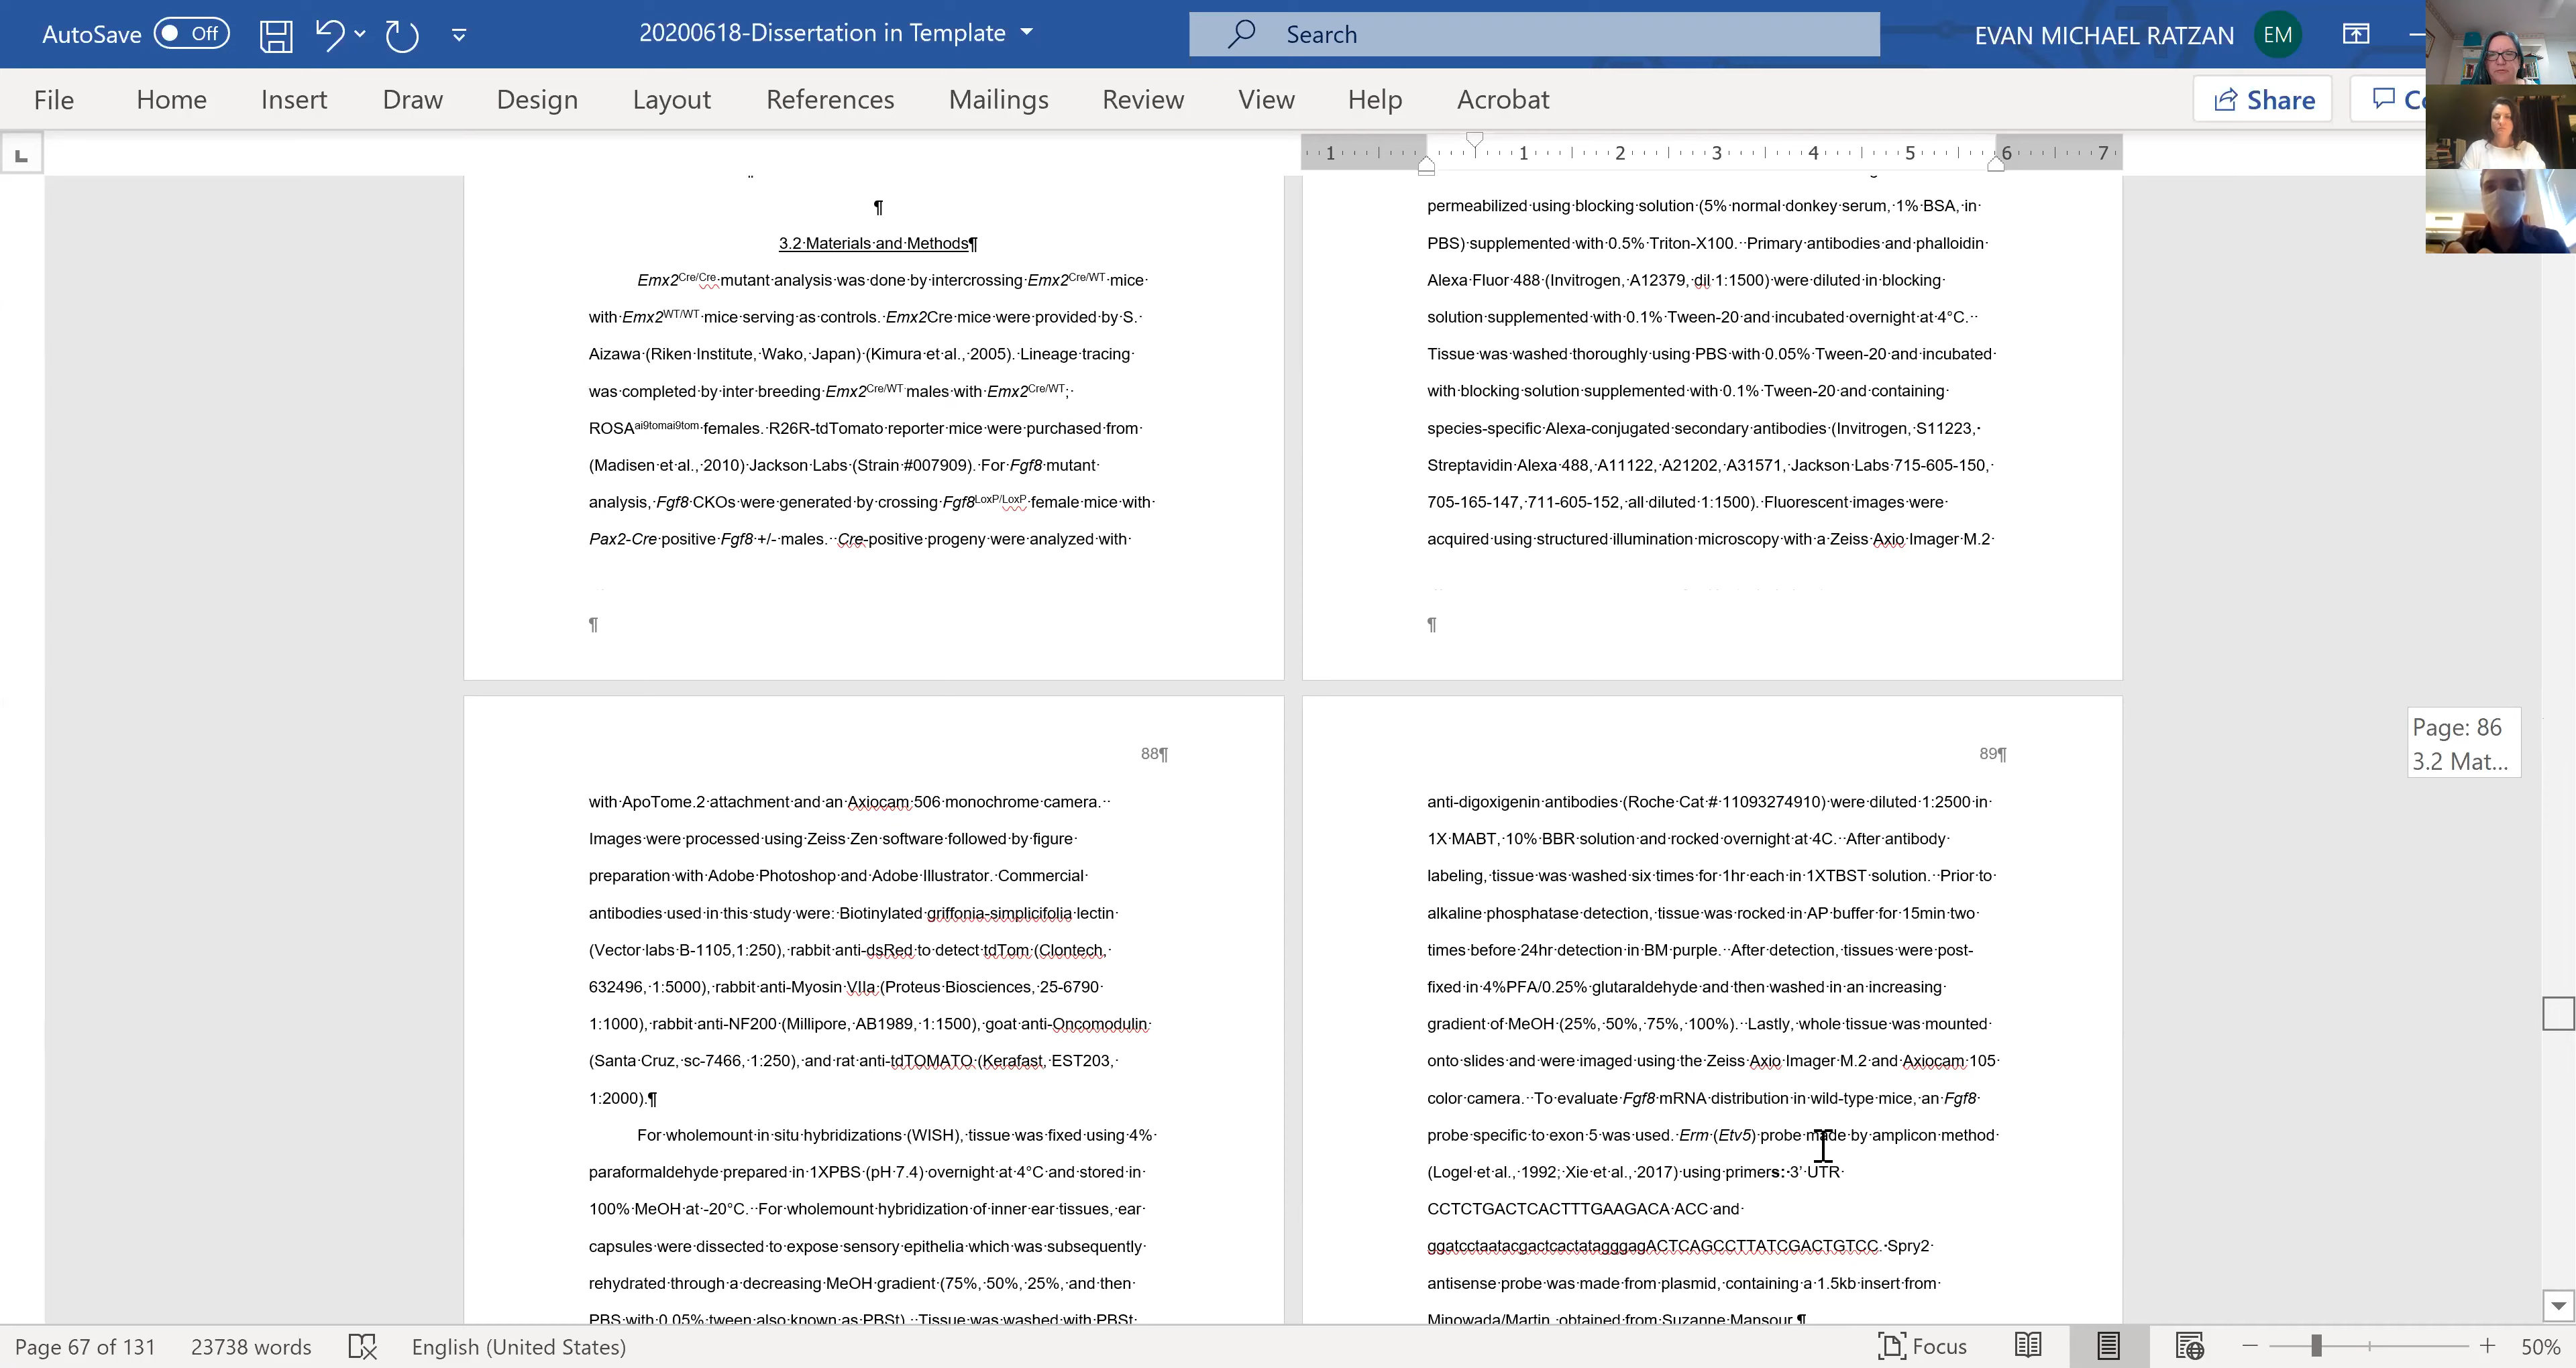 AutoSave Off 20200618-Dissertation in Template Search EVAN MICHAEL RATZAN EM
File Home Insert Draw Design Layout References Mailings Review View Help Acrobat Share
1 1 2 3 4 5 6 7
¶
3.2·Materials·and·Methods¶
Emx2Cre/Cre·mutant·analysis·was·done·by·intercrossing·Emx2Cre/WT·mice·
with·Emx2WT/WT·mice·serving·as·controls.·Emx2Cre·mice·were·provided·by·S.·
Aizawa·(Riken·Institute,·Wako,·Japan)·(Kimura·et·al.,·2005).·Lineage·tracing·
was·completed·by·inter·breeding·Emx2Cre/WT·males·with·Emx2Cre/WT;·
ROSAai9tomai9tom·females.·R26R-tdTomato·reporter·mice·were·purchased·from·
(Madisen·et·al.,·2010)·Jackson·Labs·(Strain·#007909).·For·Fgf8·mutant·
analysis,·Fgf8·CKOs·were·generated·by·crossing·Fgf8LoxP/LoxP·female·mice·with·
Pax2-Cre·positive·Fgf8·+/-·males.··Cre-positive·progeny·were·analyzed·with·
¶
permeabilized·using·blocking·solution·(5%·normal·donkey·serum,·1%·BSA,·in·
PBS)·supplemented·with·0.5%·Triton-X100.··Primary·antibodies·and·phalloidin·
Alexa·Fluor·488·(Invitrogen,·A12379,·dil·1:1500)·were·diluted·in·blocking·
solution·supplemented·with·0.1%·Tween-20·and·incubated·overnight·at·4°C.··
Tissue·was·washed·thoroughly·using·PBS·with·0.05%·Tween-20·and·incubated·
with·blocking·solution·supplemented·with·0.1%·Tween-20·and·containing·
species-specific·Alexa-conjugated·secondary·antibodies·(Invitrogen,·S11223,·
Streptavidin·Alexa·488,·A11122,·A21202,·A31571,·Jackson·Labs·715-605-150,·
705-165-147,·711-605-152,·all·diluted·1:1500).·Fluorescent·images·were·
acquired·using·structured·illumination·microscopy·with·a·Zeiss·Axio·Imager·M.2·
¶
88¶
with·ApoTome.2·attachment·and·an·Axiocam·506·monochrome·camera.··
Images·were·processed·using·Zeiss·Zen·software·followed·by·figure·
preparation·with·Adobe·Photoshop·and·Adobe·Illustrator.·Commercial·
antibodies·used·in·this·study·were:·Biotinylated·griffonia-simplicifolia·lectin·
(Vector·labs·B-1105,1:250),·rabbit·anti-dsRed·to·detect·tdTom·(Clontech,·
632496,·1:5000),·rabbit·anti-Myosin·VIIa·(Proteus·Biosciences,·25-6790·
1:1000),·rabbit·anti-NF200·(Millipore,·AB1989,·1:1500),·goat·anti-Oncomodulin·
(Santa·Cruz,·sc-7466,·1:250),·and·rat·anti-tdTOMATO·(Kerafast,·EST203,·
1:2000).¶
For·wholemount·in·situ·hybridizations·(WISH),·tissue·was·fixed·using·4%·
paraformaldehyde·prepared·in·1XPBS·(pH·7.4)·overnight·at·4°C·and·stored·in·
100%·MeOH·at·-20°C.··For·wholemount·hybridization·of·inner·ear·tissues,·ear·
capsules·were·dissected·to·expose·sensory·epithelia·which·was·subsequently·
rehydrated·through·a·decreasing·MeOH·gradient·(75%,·50%,·25%,·and·then·
PBS·with·0.05%·tween·also·known·as·PBSt).··Tissue·was·washed·with·PBSt·
89¶
anti-digoxigenin·antibodies·(Roche·Cat·#·11093274910)·were·diluted·1:2500·in·
1X·MABT,·10%·BBR·solution·and·rocked·overnight·at·4C.··After·antibody·
labeling,·tissue·was·washed·six·times·for·1hr·each·in·1XTBST·solution.··Prior·to·
alkaline·phosphatase·detection,·tissue·was·rocked·in·AP·buffer·for·15min·two·
times·before·24hr·detection·in·BM·purple.··After·detection,·tissues·were·post-
fixed·in·4%PFA/0.25%·glutaraldehyde·and·then·washed·in·an·increasing·
gradient·of·MeOH·(25%,·50%,·75%,·100%).··Lastly,·whole·tissue·was·mounted·
onto·slides·and·were·imaged·using·the·Zeiss·Axio·Imager·M.2·and·Axiocam·105·
color·camera.··To·evaluate·Fgf8·mRNA·distribution·in·wild-type·mice,·an·Fgf8·
probe·specific·to·exon·5·was·used.·Erm·(Etv5)·probe·made·by·amplicon·method·
(Logel·et·al.,·1992;·Xie·et·al.,·2017)·using·primers:·3'·UTR·
CCTCTGACTCACTTTGAAGACA·ACC·and·
ggatcctaatacgactcactatagggagACTCAGCCTTATCGACTGTCC.·Spry2·
antisense·probe·was·made·from·plasmid,·containing·a·1.5kb·insert·from·
Minowada/Martin,·obtained·from·Suzanne·Mansour.¶
Page: 86
3.2 Mat...
Page 67 of 131 23738 words English (United States) Focus 50%